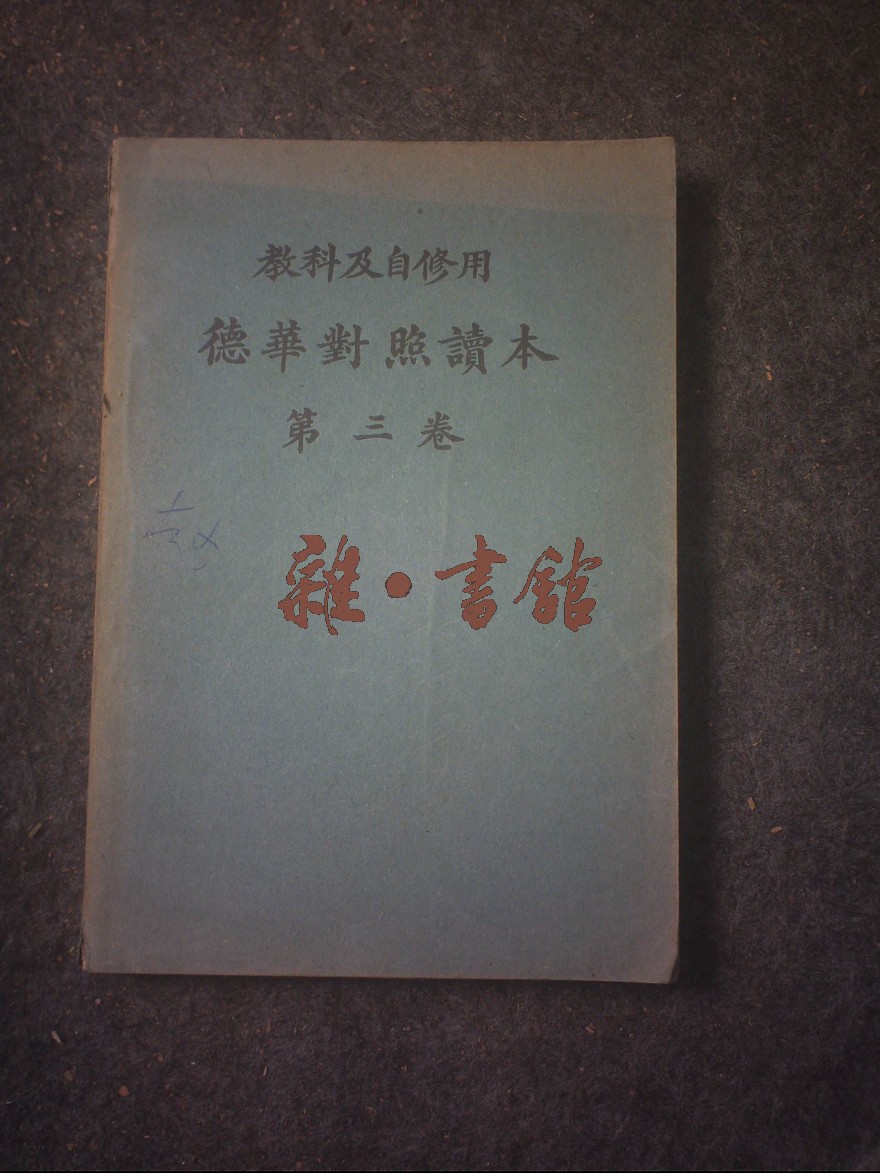 教科及自修用
德華對照讀本
第三卷
雜·書館